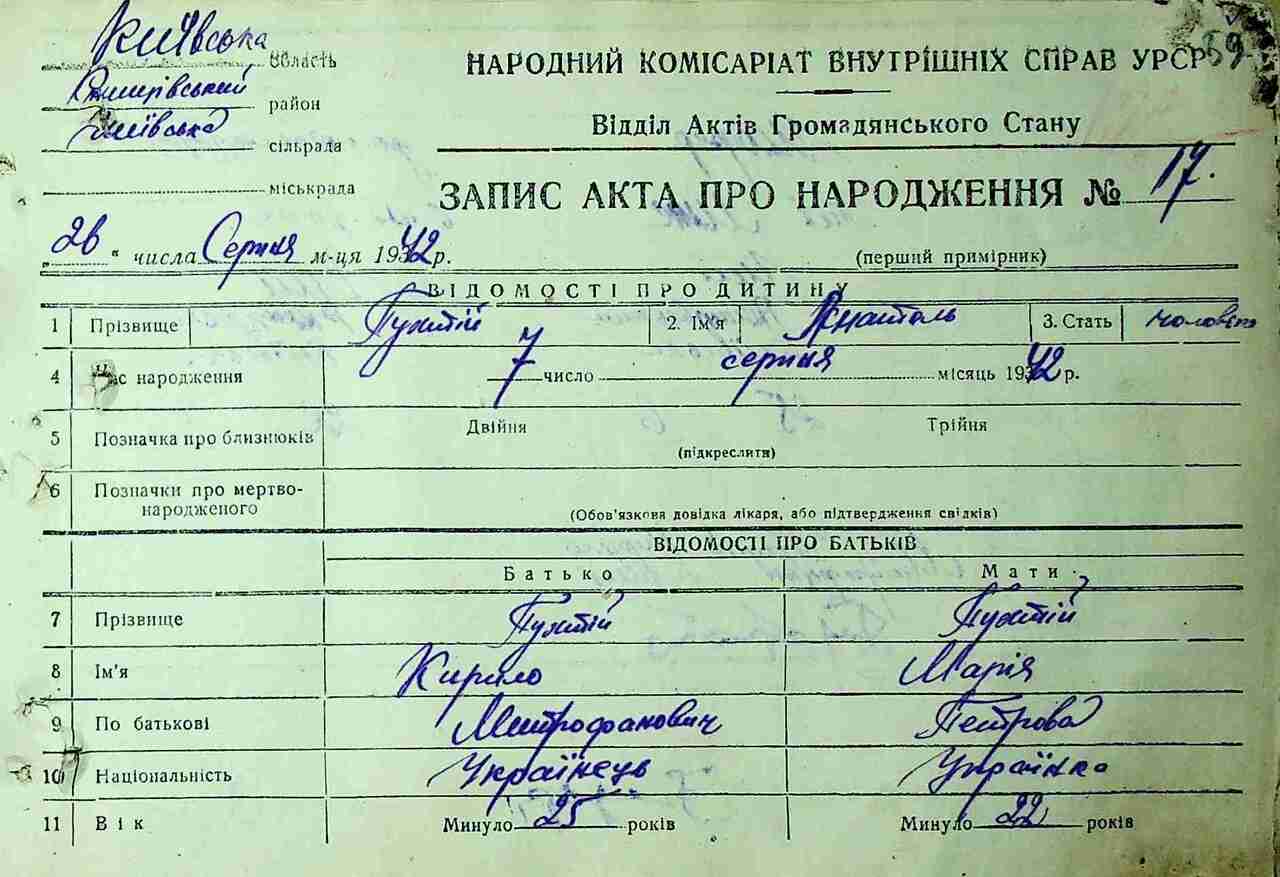 Київська область
район
сільрада
міськрада
59
НАРОДНИЙ КОМІСАРІАТ ВНУТРІШНІХ СПРАВ УРСР
Відділ Актів Громадянського Стану
ЗАПИС АКТА ПРО НАРОДЖЕННЯ № 17.
„26“ числа Серпня м-ця 1942 р.
(перший примірник)
ВІДОМОСТІ ПРО ДИТИНУ
1 Прізвище Пухтій 2. Ім'я Анатоль 3. Стать
4 Час народження 7 число серпня місяць 1942 р.
5 Позначка про близнюків Двійня Трійня
(підкреслити)
6 Позначки про мертво-
народженого (Обов'язкова довідка лікаря, або підтвердження свідків)
ВІДОМОСТІ ПРО БАТЬКІВ
Батько Мати
7 Прізвище Пухтій Пухтій
8 Ім'я Кирило Марія
9 По батькові Митрофанович Петрова
10 Національність Українець Українка
11 Вік Минуло 25 років Минуло 22 років